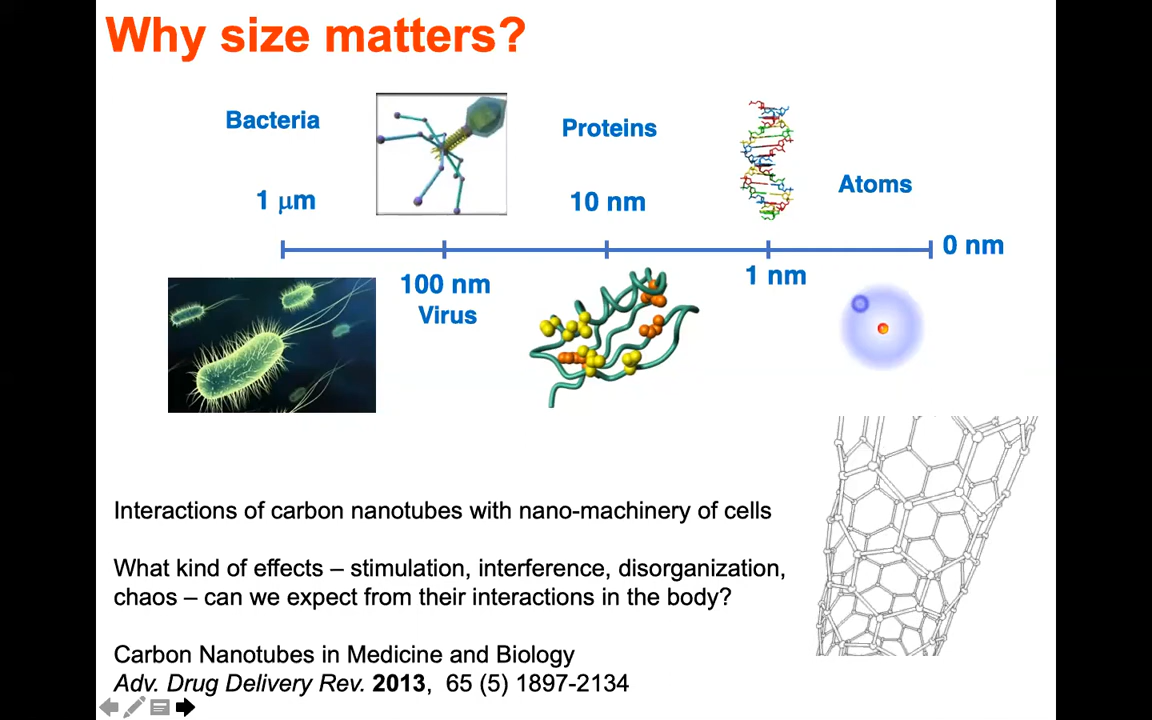 Why size matters?
Bacteria
Proteins
Atoms
1 μm
10 nm
0 nm
100 nm
Virus
1 nm
Interactions of carbon nanotubes with nano-machinery of cells
What kind of effects – stimulation, interference, disorganization,
chaos – can we expect from their interactions in the body?
Carbon Nanotubes in Medicine and Biology
Adv. Drug Delivery Rev. 2013, 65 (5) 1897-2134